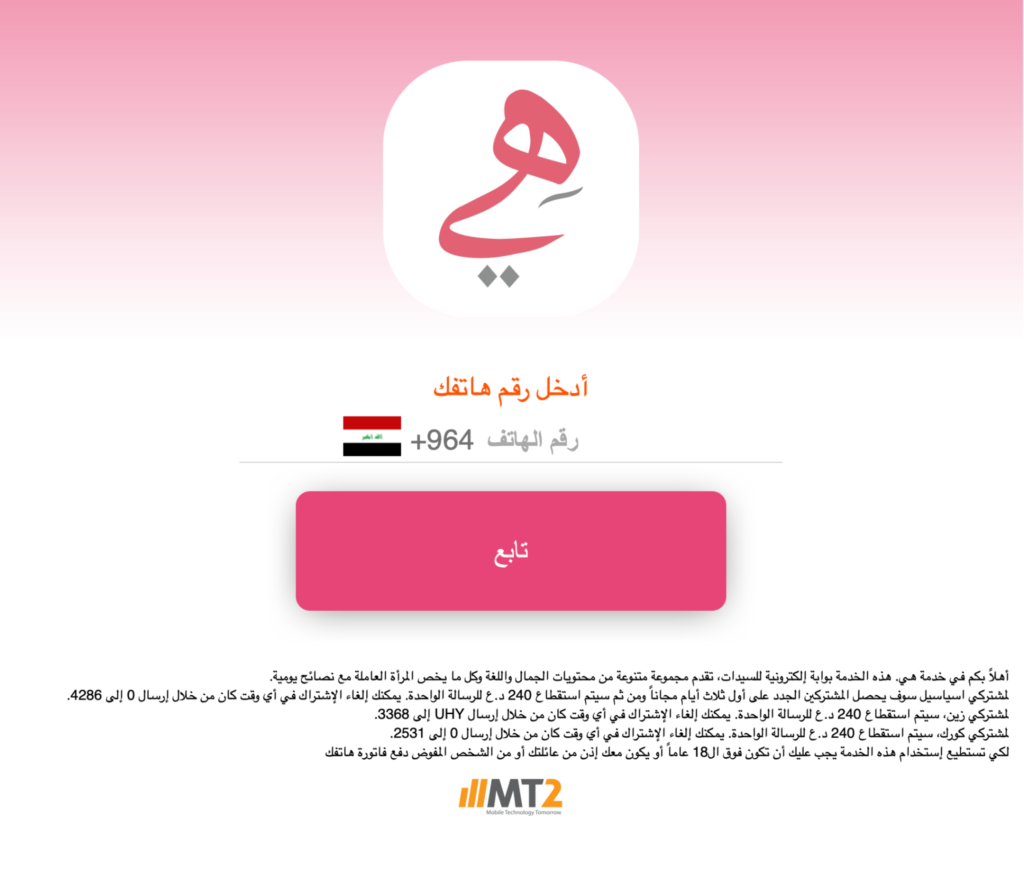 هي
أدخل رقم هاتفك
+964 رقم الهاتف
تابع
أهلاً بكم في خدمة هي. هذه الخدمة بوابة إلكترونية للسيدات، تقدم مجموعة متنوعة من محتويات الجمال واللغة وكل ما يخص المرأة العاملة مع نصائح يومية.
لمشتركي اسياسيل سوف يحصل المشتركين الجدد على أول ثلاث أيام مجاناً ومن ثم سيتم استقطاع 240 د.ع للرسالة الواحدة. يمكنك إلغاء الإشتراك في أي وقت كان من خلال إرسال 0 إلى 4286.
لمشتركي زين، سيتم استقطاع 240 د.ع للرسالة الواحدة. يمكنك إلغاء الإشتراك في أي وقت كان من خلال إرسال UHY إلى 3368.
لمشتركي كورك، سيتم استقطاع 240 د.ع للرسالة الواحدة. يمكنك إلغاء الإشتراك في أي وقت كان من خلال إرسال 0 إلى 2531.
لكي تستطيع إستخدام هذه الخدمة يجب عليك أن تكون فوق ال18 عاماً أو يكون معك إذن من عائلتك أو من الشخص المفوض دفع فاتورة هاتفك
MT2
Mobile Technology Tomorrow